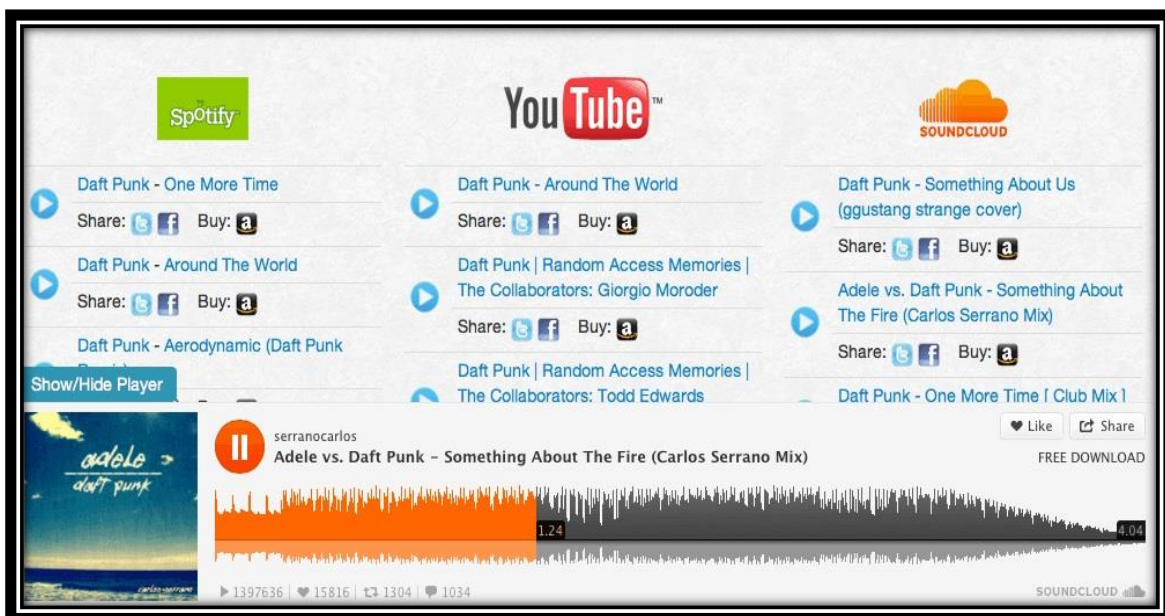 Spotify
YouTube™
SOUNDCLOUD
Daft Punk - One More Time
Share: Buy:
Daft Punk - Around The World
Share: Buy:
Daft Punk - Aerodynamic (Daft Punk
Daft Punk - Around The World
Share: Buy:
Daft Punk | Random Access Memories |
The Collaborators: Giorgio Moroder
Share: Buy:
Daft Punk | Random Access Memories |
The Collaborators: Todd Edwards
Daft Punk - Something About Us
(ggustang strange cover)
Share: Buy:
Adele vs. Daft Punk - Something About
The Fire (Carlos Serrano Mix)
Share: Buy:
Daft Punk - One More Time [ Club Mix ]
Show/Hide Player
adele
daft punk
carlos serrano
serranocarlos
Adele vs. Daft Punk – Something About The Fire (Carlos Serrano Mix)
Like
Share
FREE DOWNLOAD
1.24
4.04
1397636 | 15816 | 1304 | 1034
SOUNDCLOUD